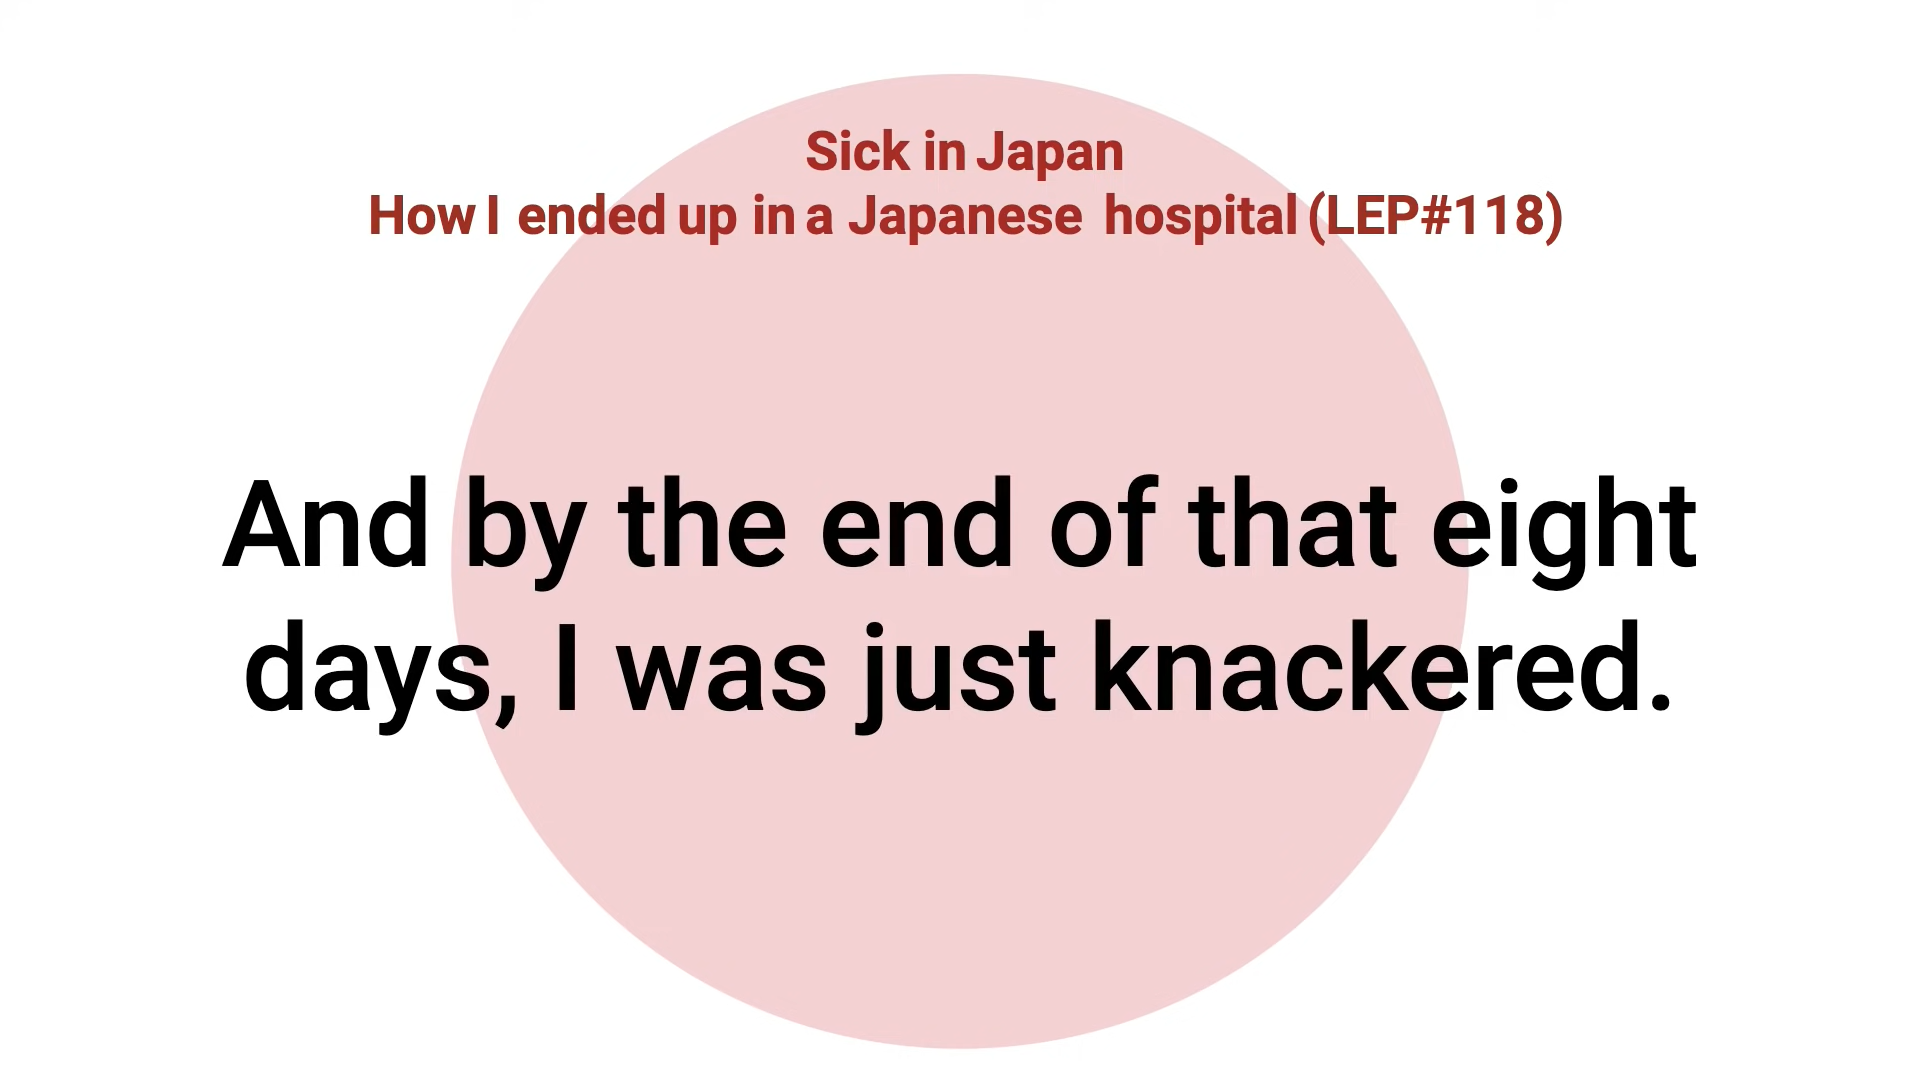 Sick in Japan
How I ended up in a Japanese hospital (LEP#118)
And by the end of that eight
days, I was just knackered.